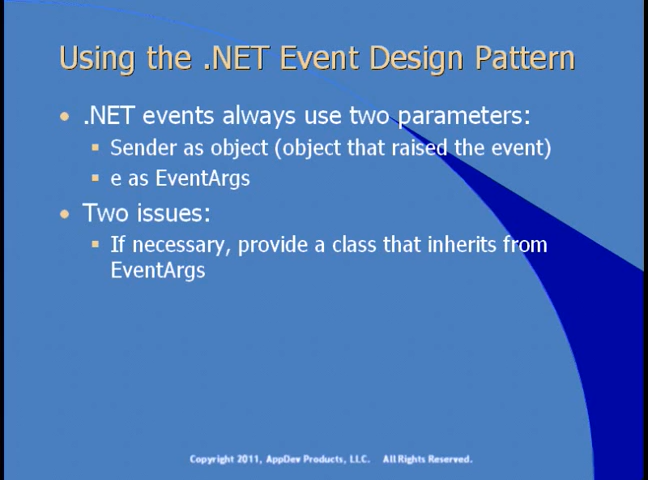 Using the .NET Event Design Pattern
• .NET events always use two parameters:
▪ Sender as object (object that raised the event)
▪ e as EventArgs
• Two issues:
▪ If necessary, provide a class that inherits from
EventArgs
Copyright 2011, AppDev Products, LLC. All Rights Reserved.